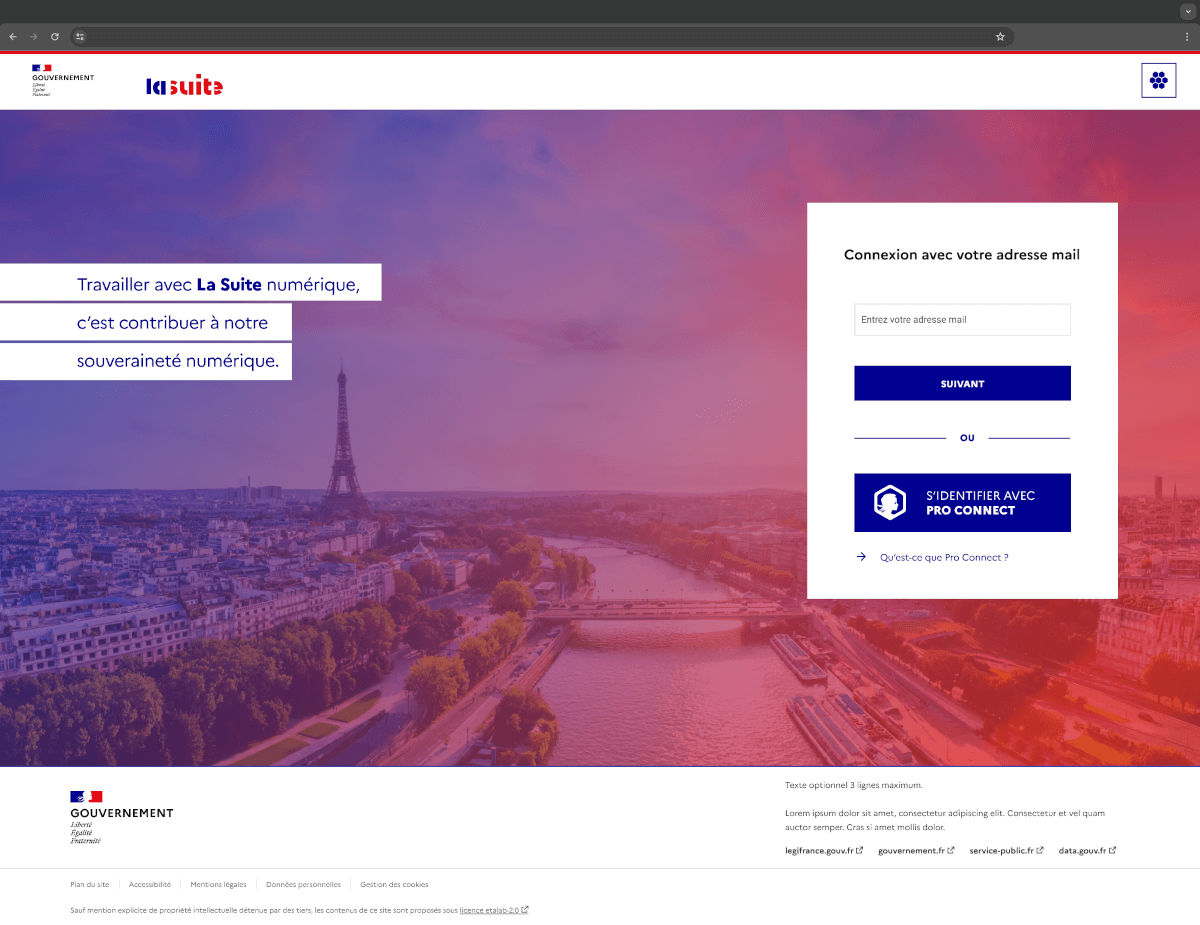 GOUVERNEMENT
Liberté
Égalité
Fraternité
la suite
Travailler avec La Suite numérique,
c'est contribuer à notre
souveraineté numérique.
Connexion avec votre adresse mail
Entrez votre adresse mail
SUIVANT
OU
S'IDENTIFIER AVEC
PRO CONNECT
Qu'est-ce que Pro Connect ?
GOUVERNEMENT
Liberté
Égalité
Fraternité
Texte optionnel 3 lignes maximum.
Lorem ipsum dolor sit amet, consectetur adipiscing elit. Consectetur et vel quam
auctor semper. Cras si amet mollis dolor.
legifrance.gouv.fr gouvernement.fr service-public.fr data.gouv.fr
Plan du site Accessibilité Mentions légales Données personnelles Gestion des cookies
Sauf mention explicite de propriété intellectuelle détenue par des tiers, les contenus de ce site sont proposés sous licence etalab-2.0